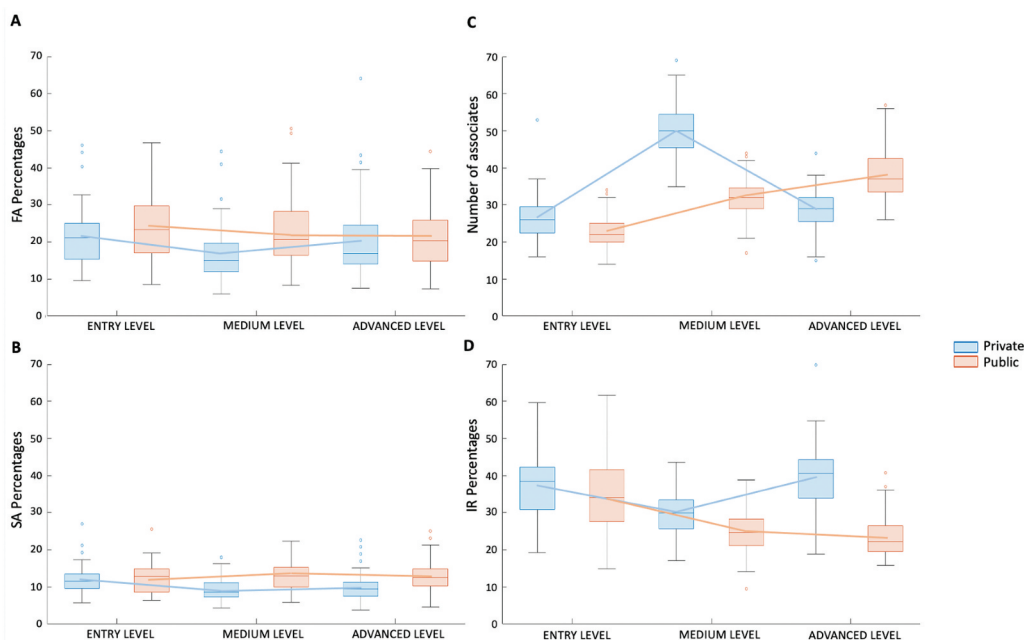 A
FA Percentages
70
60
50
40
30
20
10
0
ENTRY LEVEL MEDIUM LEVEL ADVANCED LEVEL
C
Number of associates
70
60
50
40
30
20
10
0
ENTRY LEVEL MEDIUM LEVEL ADVANCED LEVEL
B
SA Percentages
70
60
50
40
30
20
10
0
ENTRY LEVEL MEDIUM LEVEL ADVANCED LEVEL
D
IR Percentages
70
60
50
40
30
20
10
0
ENTRY LEVEL MEDIUM LEVEL ADVANCED LEVEL
Private
Public